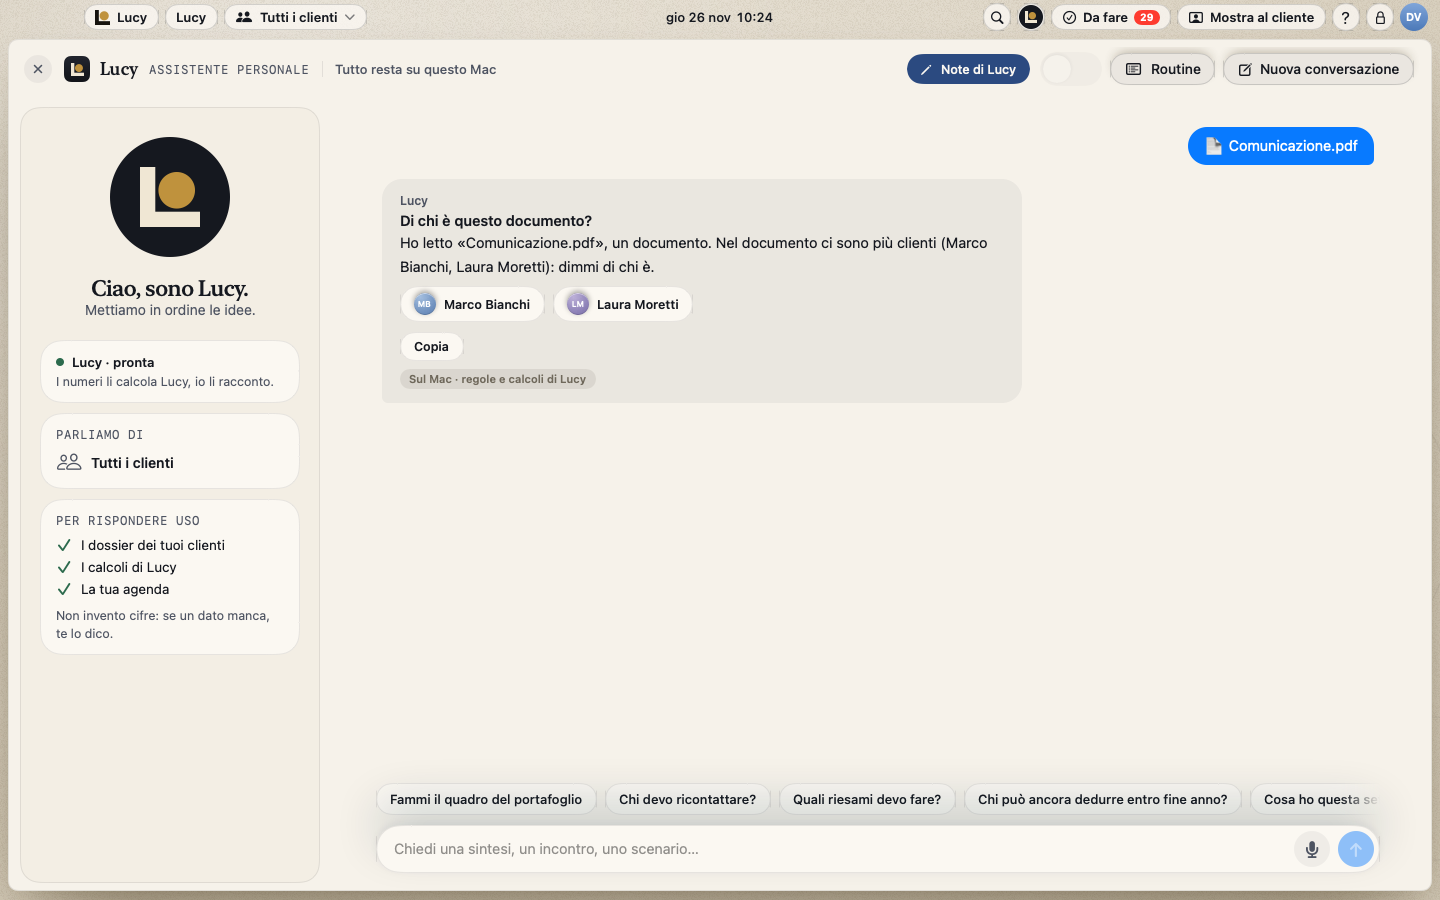 Lucy
Lucy
Tutti i clienti
gio 26 nov 10:24
Da fare 29
Mostra al cliente
?
DV
Lucy ASSISTENTE PERSONALE
Tutto resta su questo Mac
Note di Lucy
Routine
Nuova conversazione
Ciao, sono Lucy.
Mettiamo in ordine le idee.
Lucy · pronta
I numeri li calcola Lucy, io li racconto.
PARLIAMO DI
Tutti i clienti
PER RISPONDERE USO
I dossier dei tuoi clienti
I calcoli di Lucy
La tua agenda
Non invento cifre: se un dato manca,
te lo dico.
Comunicazione.pdf
Lucy
Di chi è questo documento?
Ho letto «Comunicazione.pdf», un documento. Nel documento ci sono più clienti (Marco
Bianchi, Laura Moretti): dimmi di chi è.
MB Marco Bianchi
LM Laura Moretti
Copia
Sul Mac · regole e calcoli di Lucy
Fammi il quadro del portafoglio
Chi devo ricontattare?
Quali riesami devo fare?
Chi può ancora dedurre entro fine anno?
Cosa ho questa se
Chiedi una sintesi, un incontro, uno scenario…